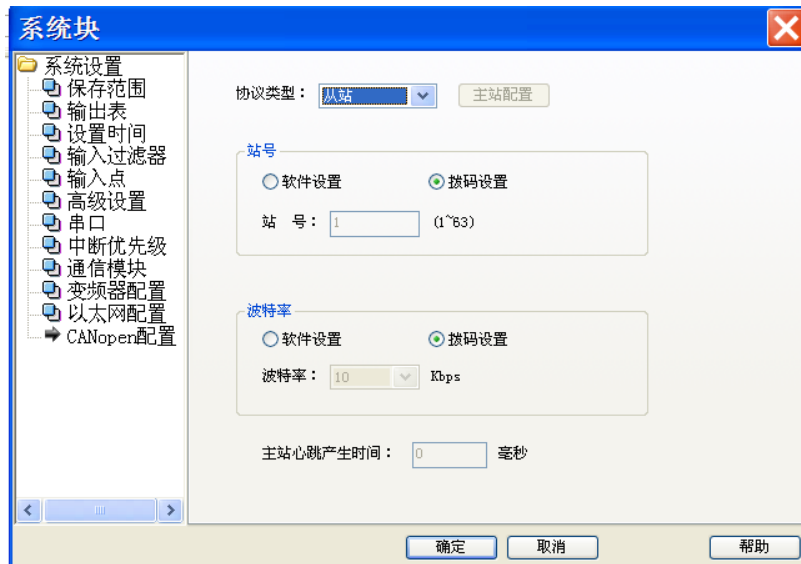 系统块
系统设置
保存范围
输出表
设置时间
输入过滤器
输入点
高级设置
串口
中断优先级
通信模块
变频器配置
以太网配置
CANopen配置
协议类型： 从站 主站配置
站号
软件设置 拨码设置
站 号： 1 (1~63)
波特率
软件设置 拨码设置
波特率： 10 Kbps
主站心跳产生时间： 0 毫秒
确定 取消 帮助